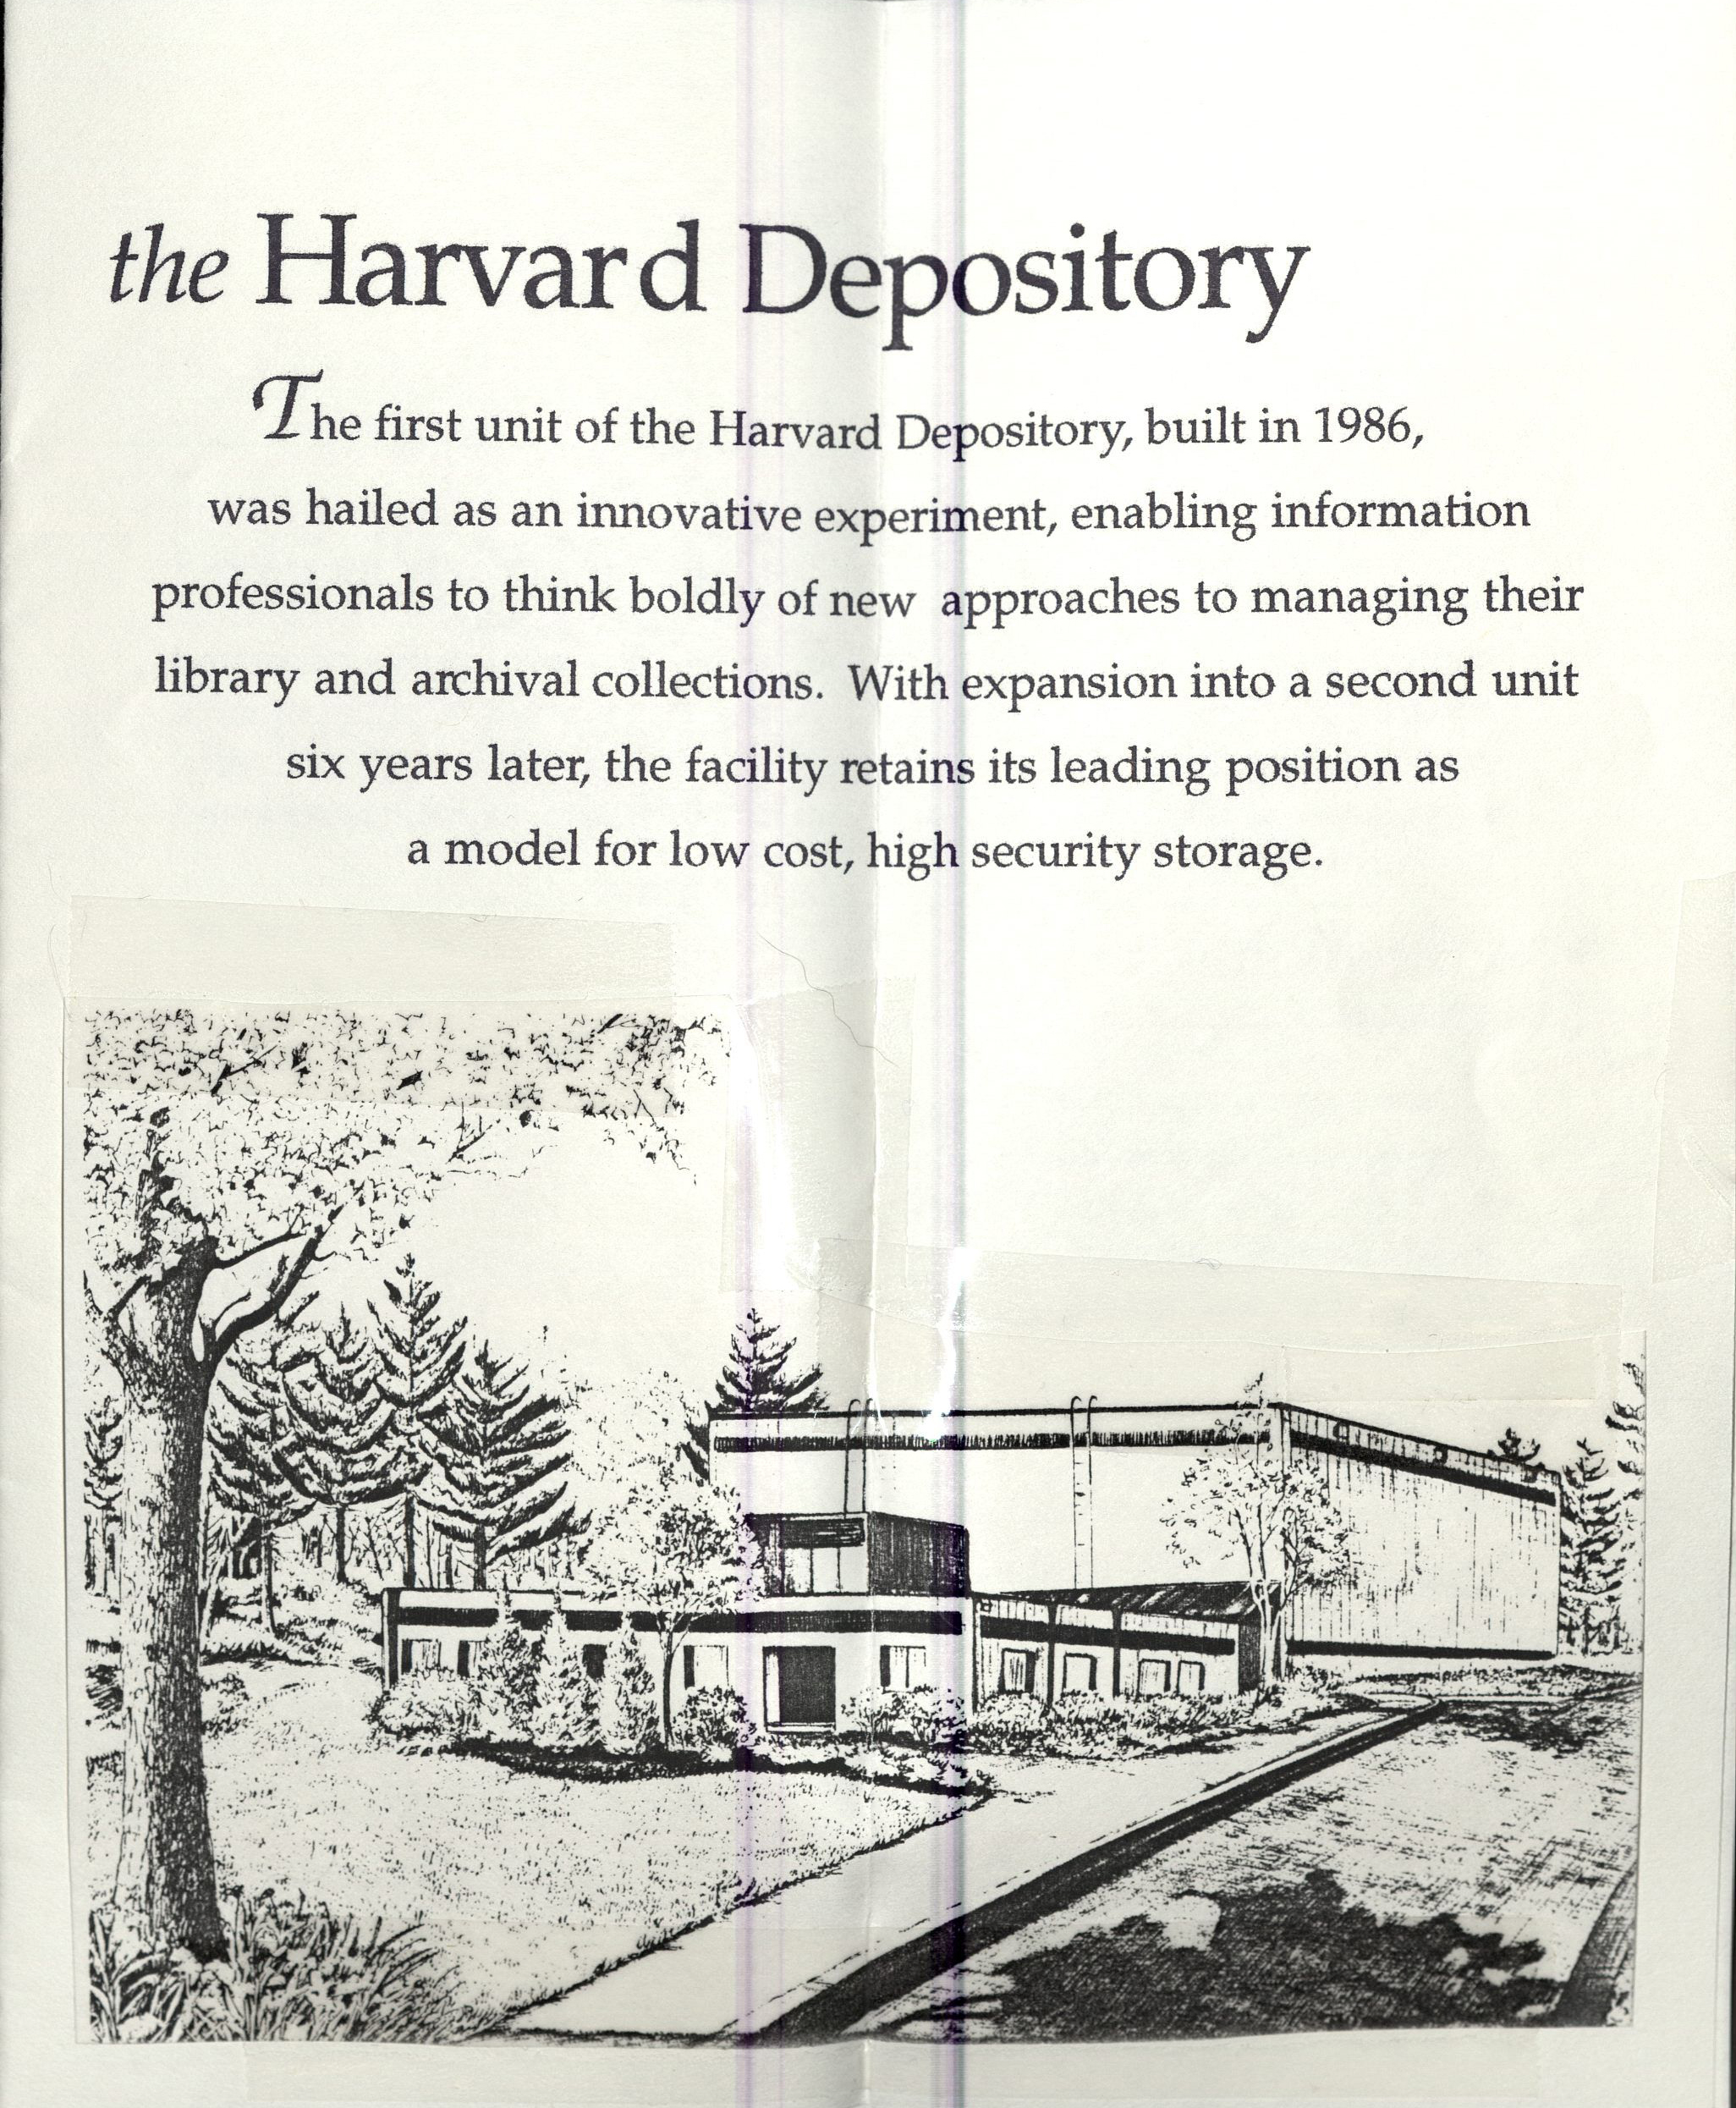 the Harvard Depository
The first unit of the Harvard Depository, built in 1986,
was hailed as an innovative experiment, enabling information
professionals to think boldly of new approaches to managing their
library and archival collections. With expansion into a second unit
six years later, the facility retains its leading position as
a model for low cost, high security storage.